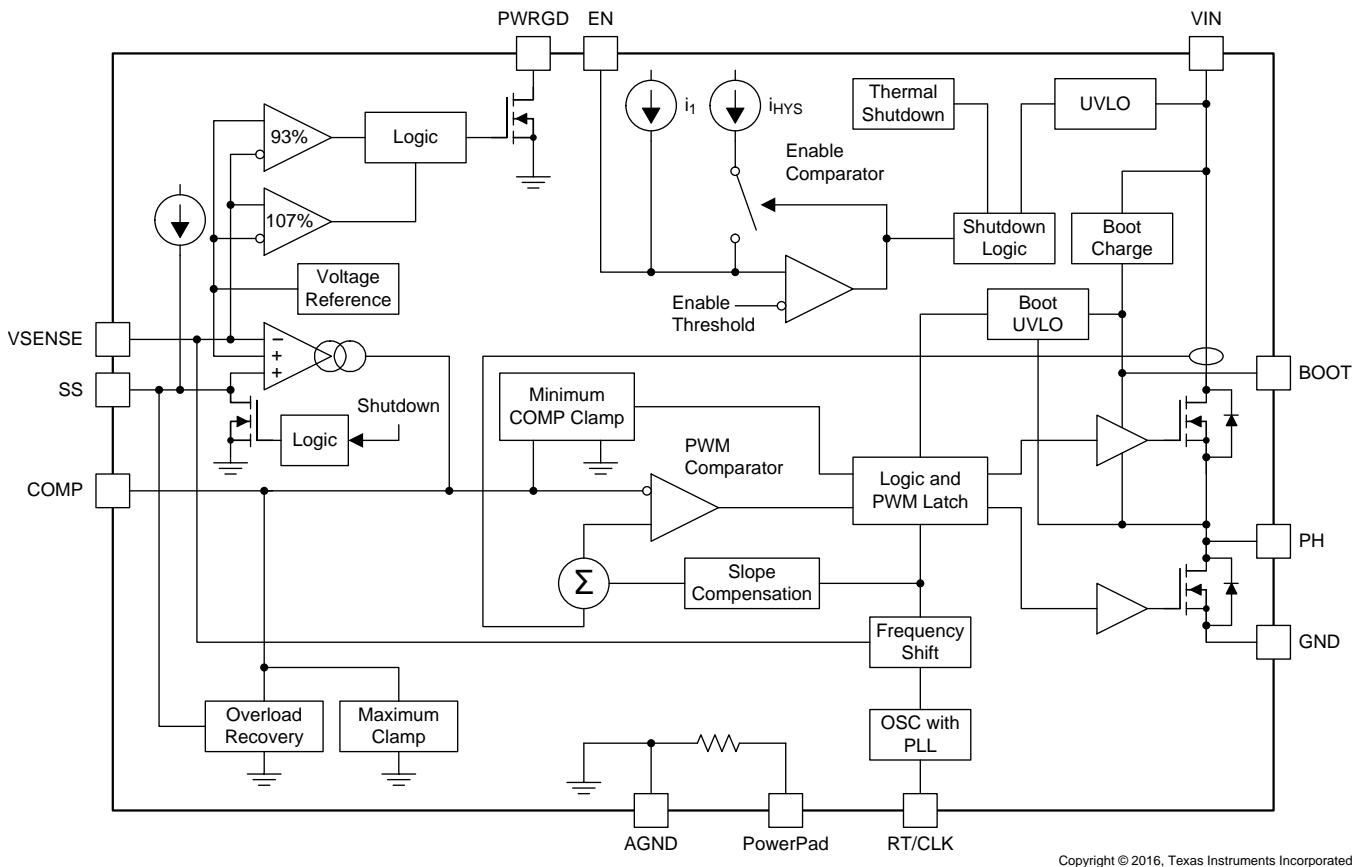 PWRGD
EN
VIN
93%
Logic
i1
iHYS
Thermal
Shutdown
UVLO
Enable
Comparator
107%
Shutdown
Logic
Boot
Charge
Voltage
Reference
Enable
Threshold
Boot
UVLO
VSENSE
−
+
+
SS
BOOT
Shutdown
Logic
Minimum
COMP Clamp
PWM
Comparator
COMP
Logic and
PWM Latch
PH
Σ
Slope
Compensation
Frequency
Shift
GND
Overload
Recovery
Maximum
Clamp
OSC with
PLL
AGND
PowerPad
RT/CLK
Copyright © 2016, Texas Instruments Incorporated